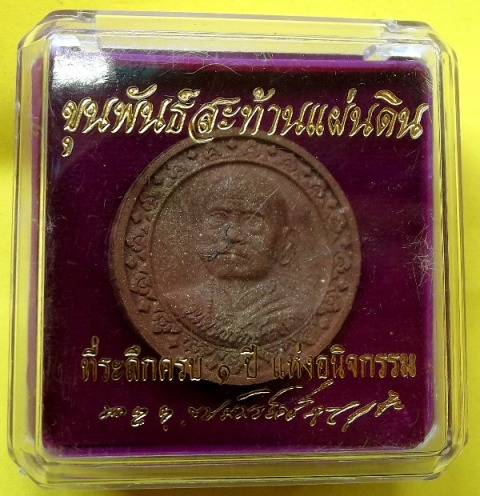 ขุนพันธ์สะท้านแผ่นดิน
ที่ระลึกครบ ๑ ปี แห่งอนิจกรรม